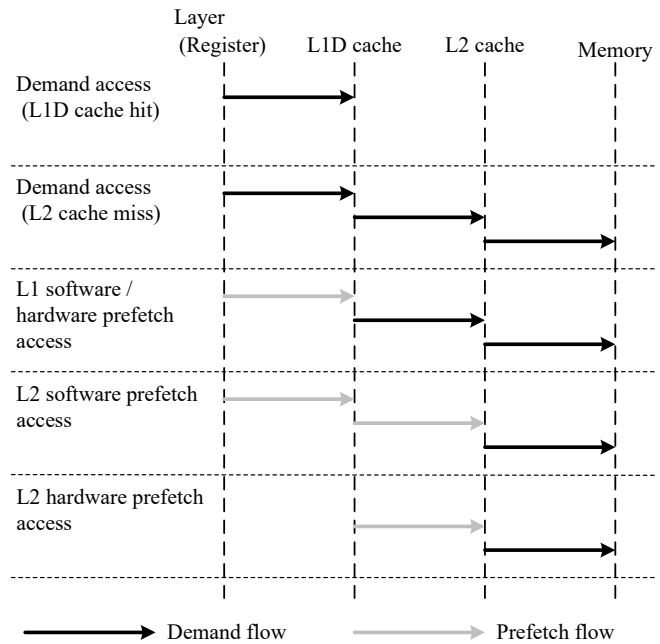 Layer
(Register)
L1D cache
L2 cache
Memory
Demand access
(L1D cache hit)
Demand access
(L2 cache miss)
L1 software /
hardware prefetch
access
L2 software prefetch
access
L2 hardware prefetch
access
Demand flow
Prefetch flow